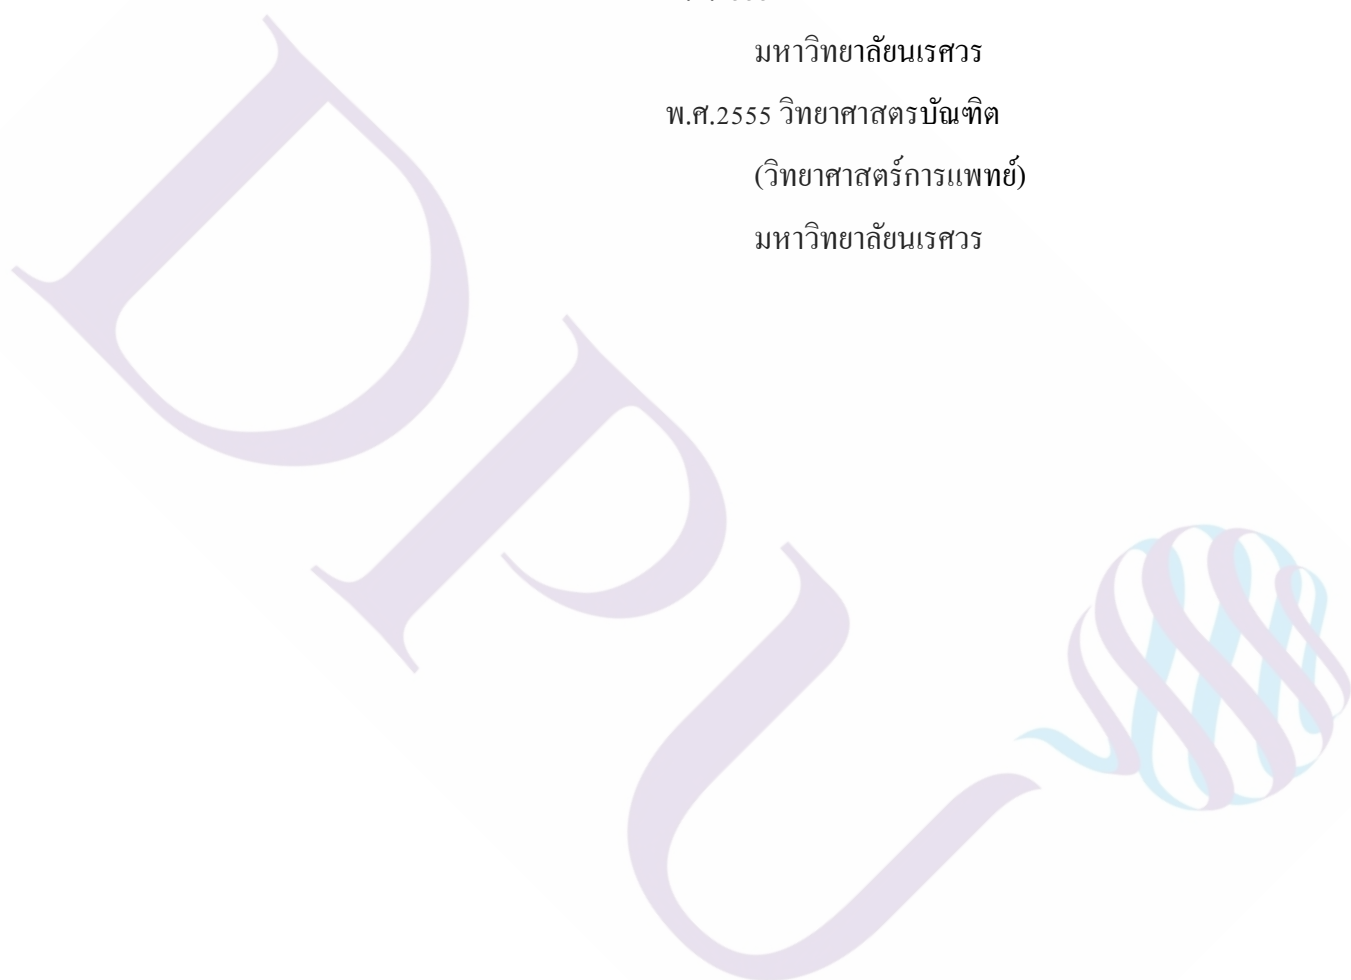 มหาวิทยาลัยนเรศวร
พ.ศ.2555 วิทยาศาสตรบัณฑิต
(วิทยาศาสตร์การแพทย์)
มหาวิทยาลัยนเรศวร
DPU